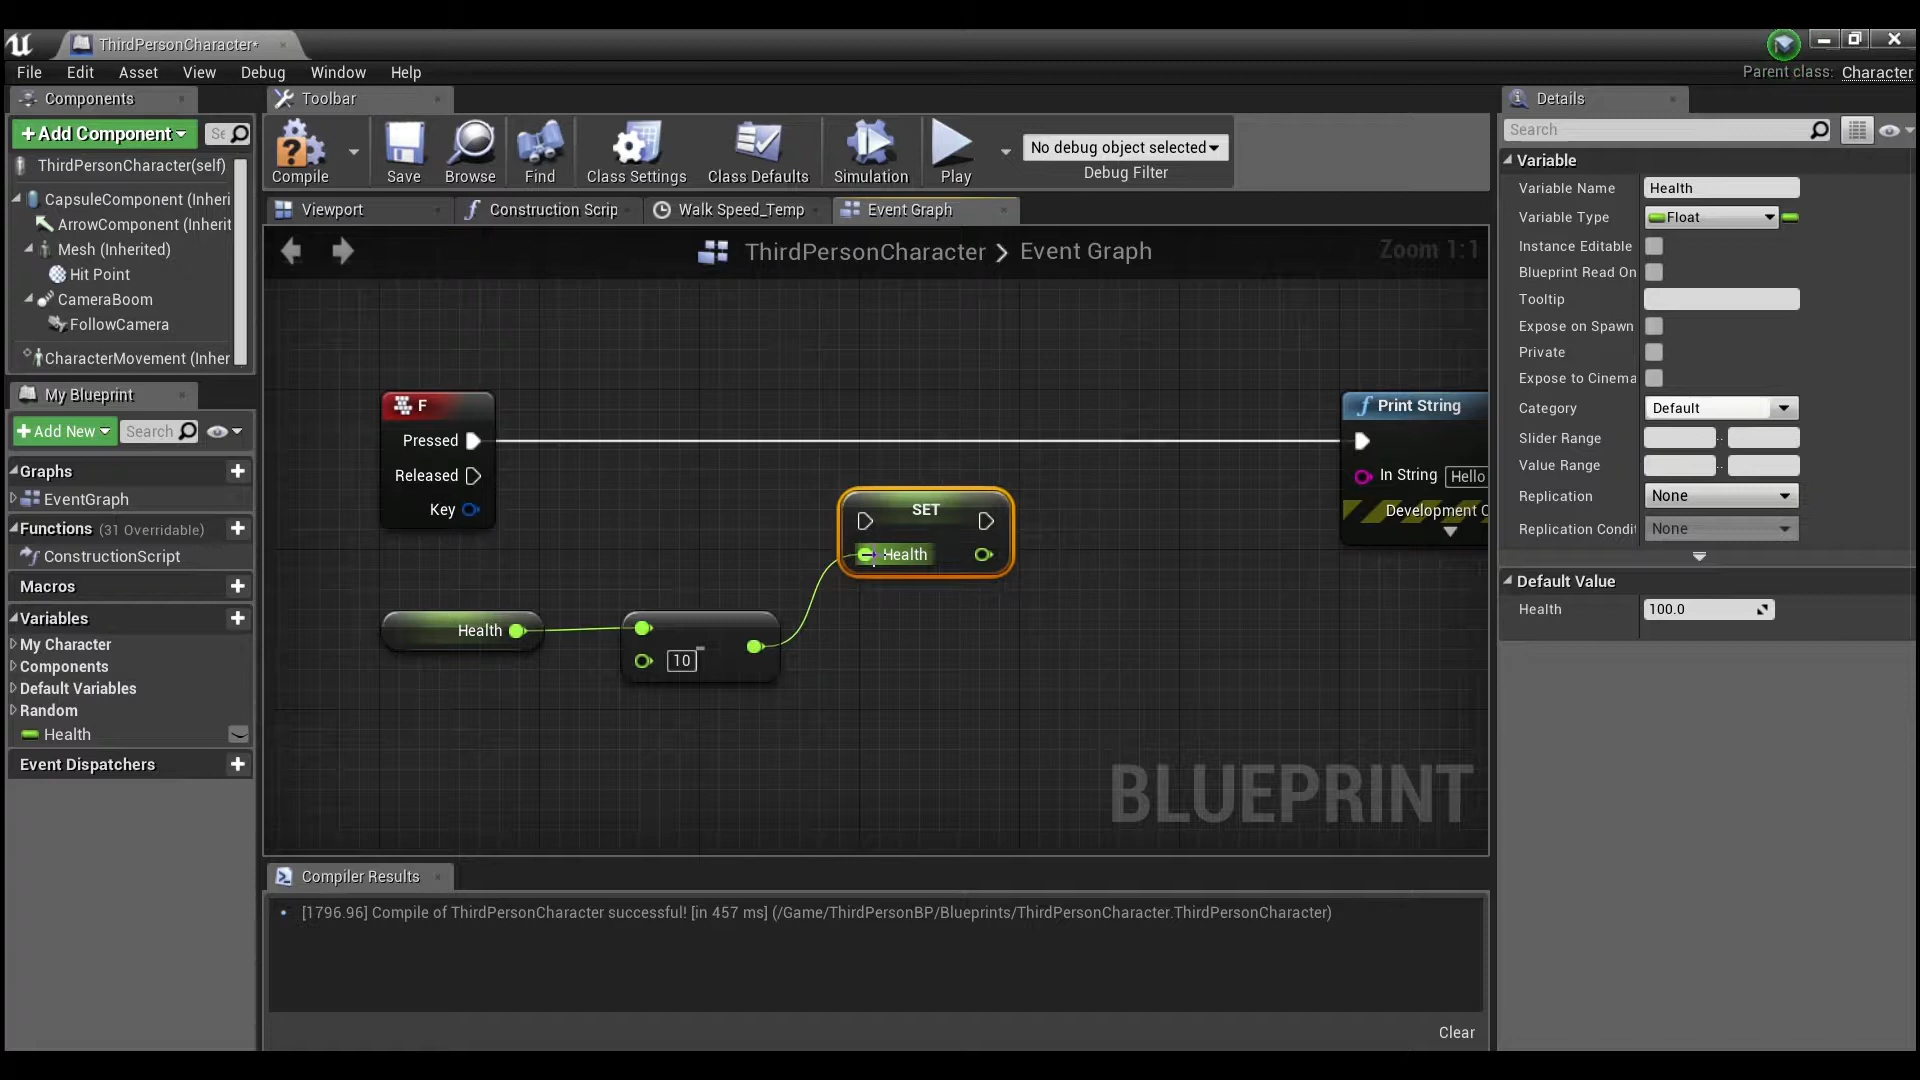 ThirdPersonCharacter*
File Edit Asset View Debug Window Help
Parent class: Character
Components
+Add Component
Se
ThirdPersonCharacter(self)
CapsuleComponent (Inheri
ArrowComponent (Inherit
Mesh (Inherited)
Hit Point
CameraBoom
FollowCamera
CharacterMovement (Inher
My Blueprint
+Add New
Search
Graphs
EventGraph
Functions (31 Overridable)
ConstructionScript
Macros
Variables
My Character
Components
Default Variables
Random
Health
Event Dispatchers
Toolbar
Compile
Save
Browse
Find
Class Settings
Class Defaults
Simulation
Play
No debug object selected
Debug Filter
Viewport
Construction Scrip
Walk Speed_Temp
Event Graph
ThirdPersonCharacter > Event Graph
Zoom 1:1
F
Pressed
Released
Key
SET
Health
Health
10
-
Print String
In String Hello
Development O
BLUEPRINT
Compiler Results
[1796.96] Compile of ThirdPersonCharacter successful! [in 457 ms] (/Game/ThirdPersonBP/Blueprints/ThirdPersonCharacter.ThirdPersonCharacter)
Clear
Details
Search
Variable
Variable Name Health
Variable Type Float
Instance Editable
Blueprint Read On
Tooltip
Expose on Spawn
Private
Expose to Cinema
Category Default
Slider Range
Value Range
Replication None
Replication Condit None
Default Value
Health 100.0